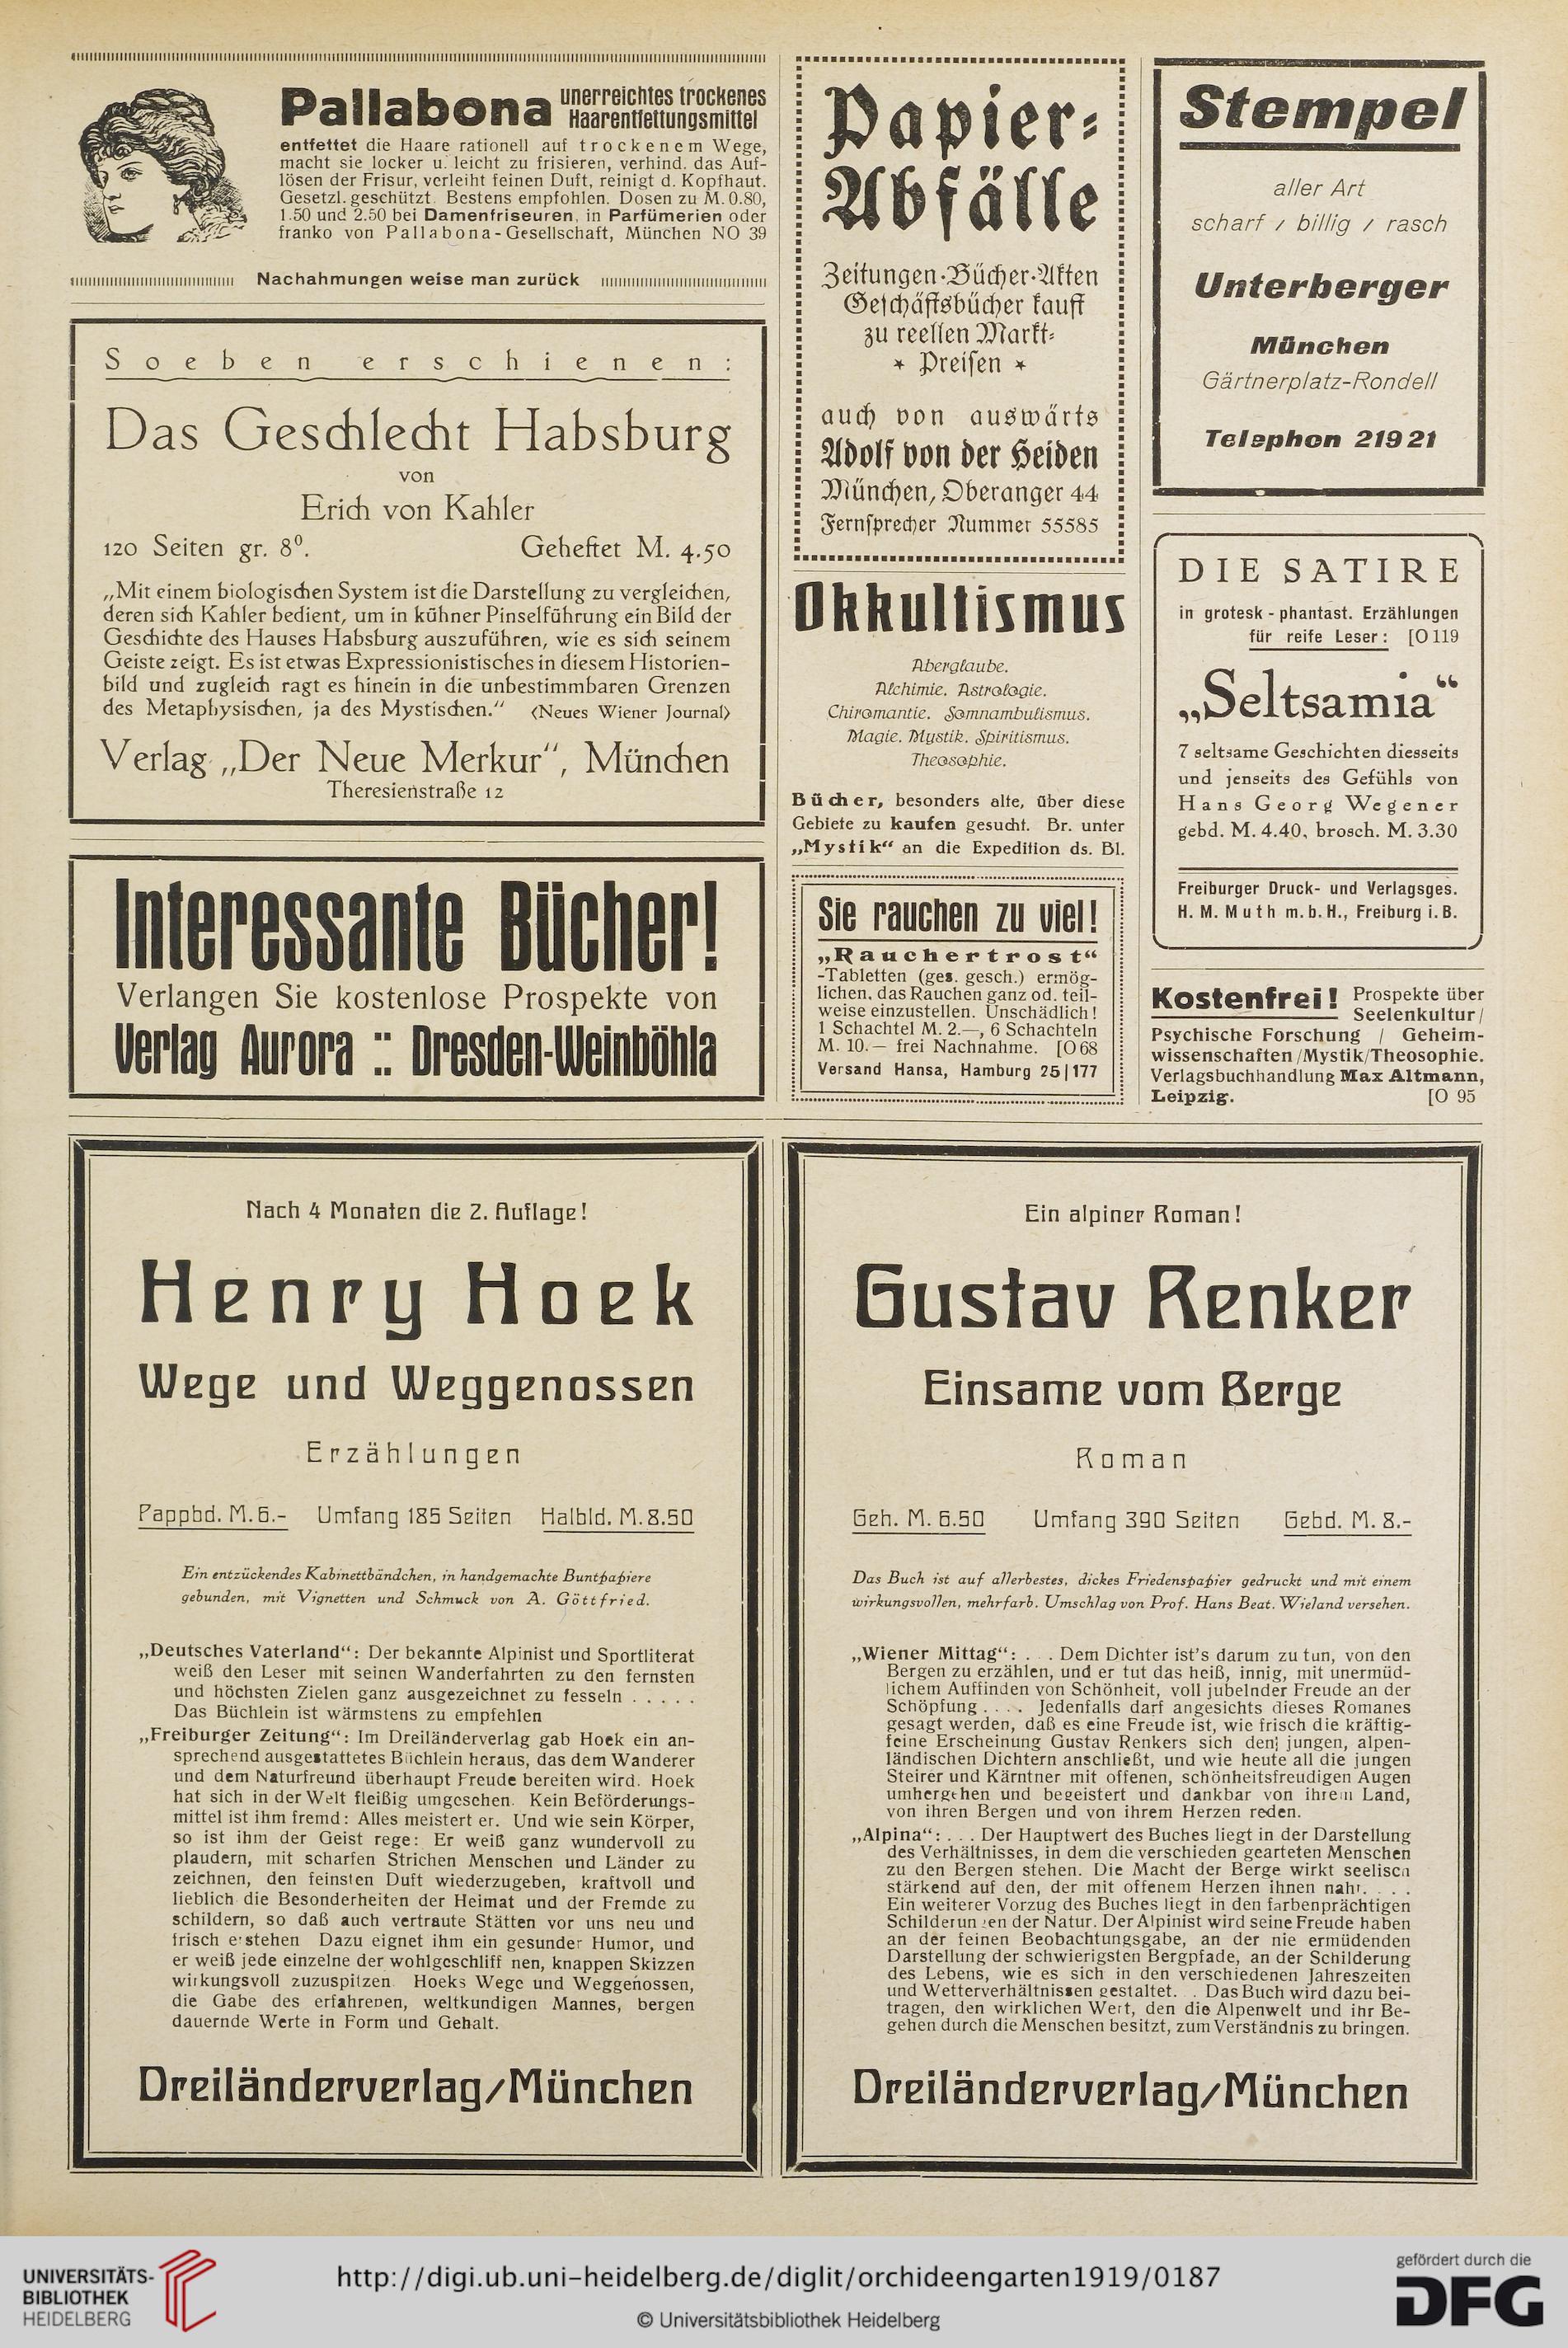 Pallabona unerreichtes trockenes
Haarentfettungsmittel
entfettet die Haare rationell auf trockenem Wege,
macht sie locker u. leicht zu frisieren, verhind. das Auf-
lösen der Frisur, verleiht feinen Duft, reinigt d. Kopfhaut.
Gesetzl. geschützt. Bestens empfohlen. Dosen zu M. 0.80,
1.50 und 2.50 bei Damenfriseuren, in Parfümerien oder
franko von Pallabona-Gesellschaft, München NO 39
Nachahmungen weise man zurück
Soeben erschienen:
Das Geschlecht Habsburg
von
Erich von Kahler
120 Seiten gr. 8⁰. Geheftet M. 4.50
„Mit einem biologischen System ist die Darstellung zu vergleichen,
deren sich Kahler bedient, um in kühner Pinselführung ein Bild der
Geschichte des Hauses Habsburg auszuführen, wie es sich seinem
Geiste zeigt. Es ist etwas Expressionistisches in diesem Historien-
bild und zugleich ragt es hinein in die unbestimmbaren Grenzen
des Metaphysischen, ja des Mystischen.“ (Neues Wiener Journal)
Verlag „Der Neue Merkur“, München
Theresienstraße 12
Interessante Bücher!
Verlangen Sie kostenlose Prospekte von
Verlag Aurora :: Dresden-Weinböhla
Papier-
Abfälle
Zeitungen·Bücher·Akten
Geschäftsbücher kauft
zu reellen Markt-
* Preisen *
auch von auswärts
Adolf von der Heiden
München, Oberanger 44
Fernsprecher Nummer 55585
Okkultismus
Aberglaube.
Alchimie. Astrologie.
Chiromantie. Somnambulismus.
Magie. Mystik. Spiritismus.
Theosophie.
Bücher, besonders alte, über diese
Gebiete zu kaufen gesucht. Br. unter
„Mystik“ an die Expedition ds. Bl.
Sie rauchen zu viel!
„Rauchertrost“
-Tabletten (ges. gesch.) ermög-
lichen, das Rauchen ganz od. teil-
weise einzustellen. Unschädlich!
1 Schachtel M. 2.—, 6 Schachteln
M. 10.— frei Nachnahme. [O 68
Versand Hansa, Hamburg 25|177
Stempel
aller Art
scharf / billig / rasch
Unterberger
München
Gärtnerplatz-Rondell
Telephon 21921
DIE SATIRE
in grotesk - phantast. Erzählungen
für reife Leser: [O 119
„Seltsamia“
7 seltsame Geschichten diesseits
und jenseits des Gefühls von
Hans Georg Wegener
gebd. M. 4.40, brosch. M. 3.30
Freiburger Druck- und Verlagsges.
H. M. Muth m. b. H., Freiburg i. B.
Kostenfrei! Prospekte über
Seelenkultur /
Psychische Forschung / Geheim-
wissenschaften / Mystik / Theosophie.
Verlagsbuchhandlung Max Altmann,
Leipzig. [O 95
Nach 4 Monaten die 2. Auflage!
Henry Hoek
Wege und Weggenossen
Erzählungen
Pappbd. M. 6.- Umfang 185 Seiten Halbld. M. 8.50
Ein entzückendes Kabinettbändchen, in handgemachte Buntpapiere
gebunden, mit Vignetten und Schmuck von A. Göttfried.
„Deutsches Vaterland“: Der bekannte Alpinist und Sportliterat
weiß den Leser mit seinen Wanderfahrten zu den fernsten
und höchsten Zielen ganz ausgezeichnet zu fesseln . . . . .
Das Büchlein ist wärmstens zu empfehlen
„Freiburger Zeitung“: Im Dreiländerverlag gab Hoek ein an-
sprechend ausgestattetes Büchlein heraus, das dem Wanderer
und dem Naturfreund überhaupt Freude bereiten wird. Hoek
hat sich in der Welt fleißig umgesehen. Kein Beförderungs-
mittel ist ihm fremd: Alles meistert er. Und wie sein Körper,
so ist ihm der Geist rege: Er weiß ganz wundervoll zu
plaudern, mit scharfen Strichen Menschen und Länder zu
zeichnen, den feinsten Duft wiederzugeben, kraftvoll und
lieblich die Besonderheiten der Heimat und der Fremde zu
schildern, so daß auch vertraute Stätten vor uns neu und
frisch erstehen Dazu eignet ihm ein gesunder Humor, und
er weiß jede einzelne der wohlgeschliff nen, knappen Skizzen
wirkungsvoll zuzuspitzen. Hoeks Wege und Weggenossen,
die Gabe des erfahrenen, weltkundigen Mannes, bergen
dauernde Werte in Form und Gehalt.
Dreiländerverlag/München
Ein alpiner Roman!
Gustav Renker
Einsame vom Berge
Roman
Geh. M. 6.50 Umfang 390 Seiten Gebd. M. 8.-
Das Buch ist auf allerbestes, dickes Friedenspapier gedruckt und mit einem
wirkungsvollen, mehrfarb. Umschlag von Prof. Hans Beat. Wieland versehen.
„Wiener Mittag“: . . . Dem Dichter ist's darum zu tun, von den
Bergen zu erzählen, und er tut das heiß, innig, mit unermüd-
lichem Auffinden von Schönheit, voll jubelnder Freude an der
Schöpfung . . . . Jedenfalls darf angesichts dieses Romanes
gesagt werden, daß es eine Freude ist, wie frisch die kräftig-
feine Erscheinung Gustav Renkers sich den jungen, alpen-
ländischen Dichtern anschließt, und wie heute all die jungen
Steirer und Kärntner mit offenen, schönheitsfreudigen Augen
umhergehen und begeistert und dankbar von ihrem Land,
von ihren Bergen und von ihrem Herzen reden.
„Alpina“: . . . Der Hauptwert des Buches liegt in der Darstellung
des Verhältnisses, in dem die verschieden gearteten Menschen
zu den Bergen stehen. Die Macht der Berge wirkt seelisch
stärkend auf den, der mit offenem Herzen ihnen naht. . . .
Ein weiterer Vorzug des Buches liegt in den farbenprächtigen
Schilderungen der Natur. Der Alpinist wird seine Freude haben
an der feinen Beobachtungsgabe, an der nie ermüdenden
Darstellung der schwierigsten Bergpfade, an der Schilderung
des Lebens, wie es sich in den verschiedenen Jahreszeiten
und Wetterverhältnissen gestaltet. . Das Buch wird dazu bei-
tragen, den wirklichen Wert, den die Alpenwelt und ihr Be-
gehen durch die Menschen besitzt, zum Verständnis zu bringen.
Dreiländerverlag/München
UNIVERSITÄTS-
BIBLIOTHEK
HEIDELBERG
http://digi.ub.uni-heidelberg.de/diglit/orchideengarten1919/0187
© Universitätsbibliothek Heidelberg
gefördert durch die
DFG